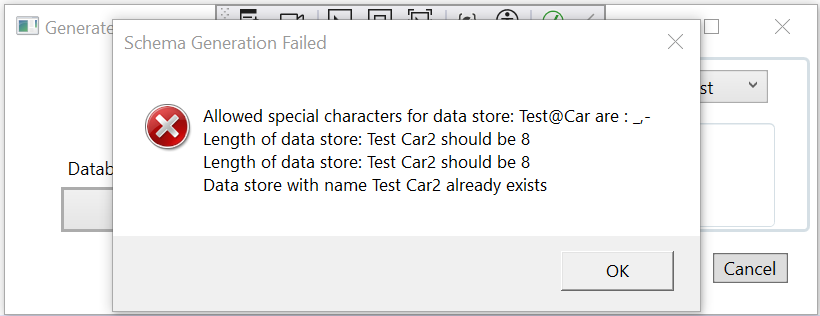 Generate
Schema Generation Failed
st
Allowed special characters for data store: Test@Car are : _,-
Length of data store: Test Car2 should be 8
Length of data store: Test Car2 should be 8
Data store with name Test Car2 already exists
Datab
OK
Cancel